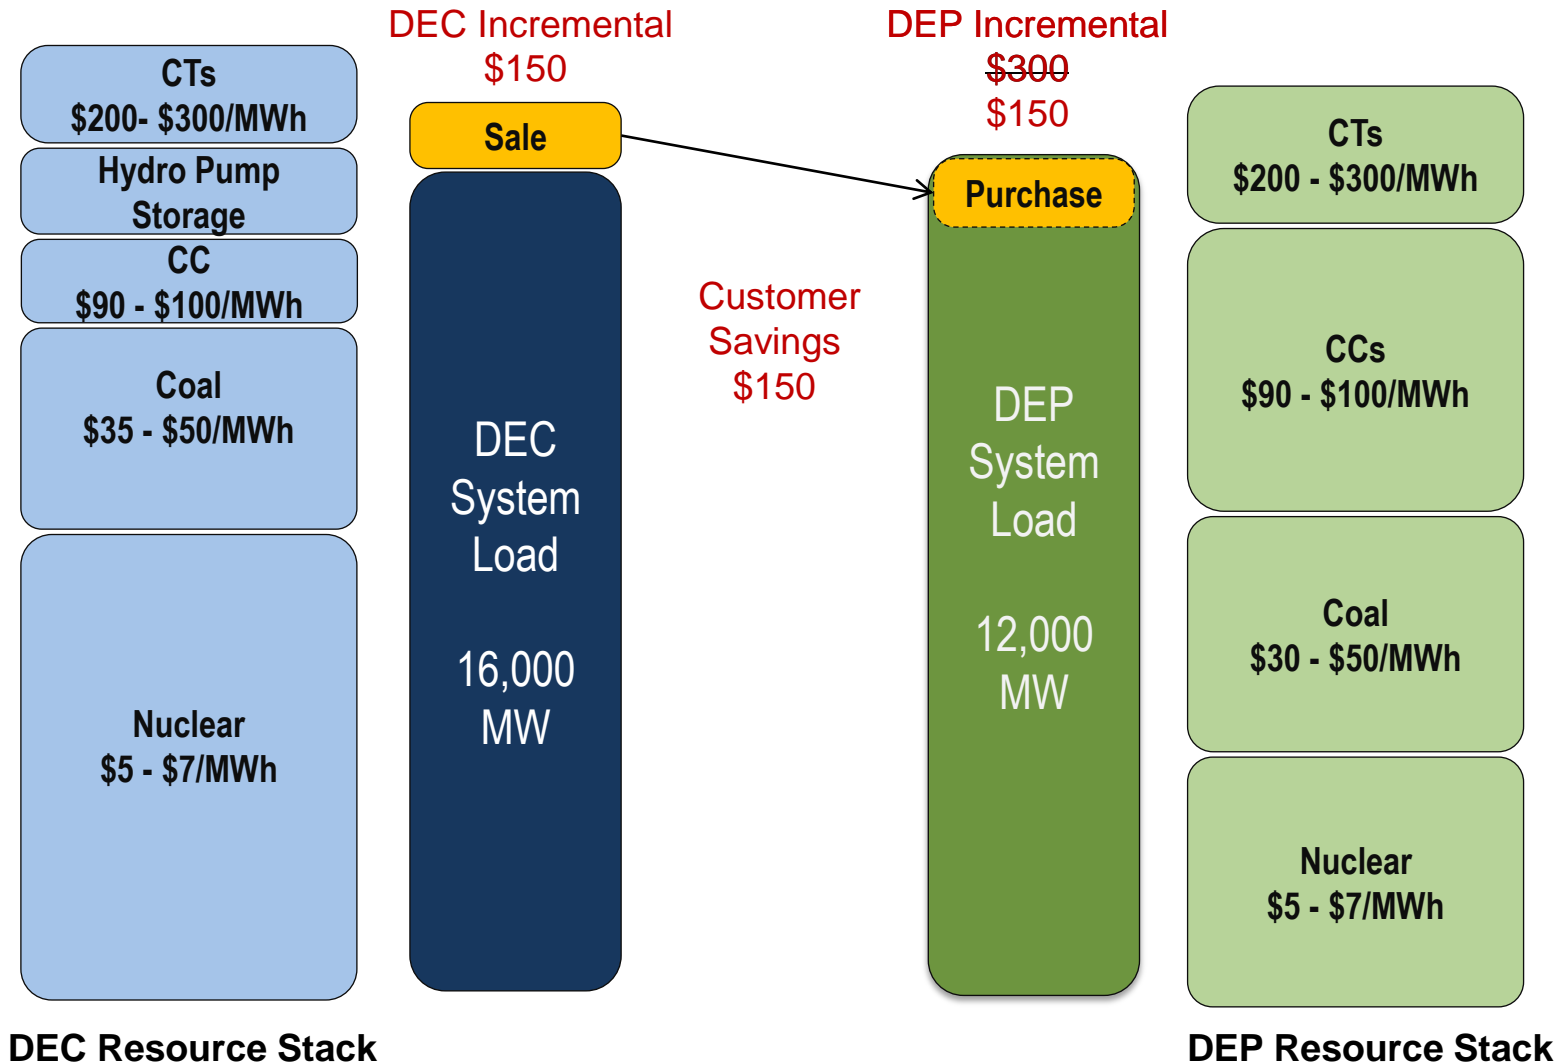 DEC Incremental
$150
DEP Incremental
$300
$150
CTs
$200- $300/MWh
Hydro Pump
Storage
CC
$90 - $100/MWh
Coal
$35 - $50/MWh
Nuclear
$5 - $7/MWh
DEC Resource Stack
Sale
DEC
System
Load
16,000
MW
Customer
Savings
$150
Purchase
DEP
System
Load
12,000
MW
CTs
$200 - $300/MWh
CCs
$90 - $100/MWh
Coal
$30 - $50/MWh
Nuclear
$5 - $7/MWh
DEP Resource Stack